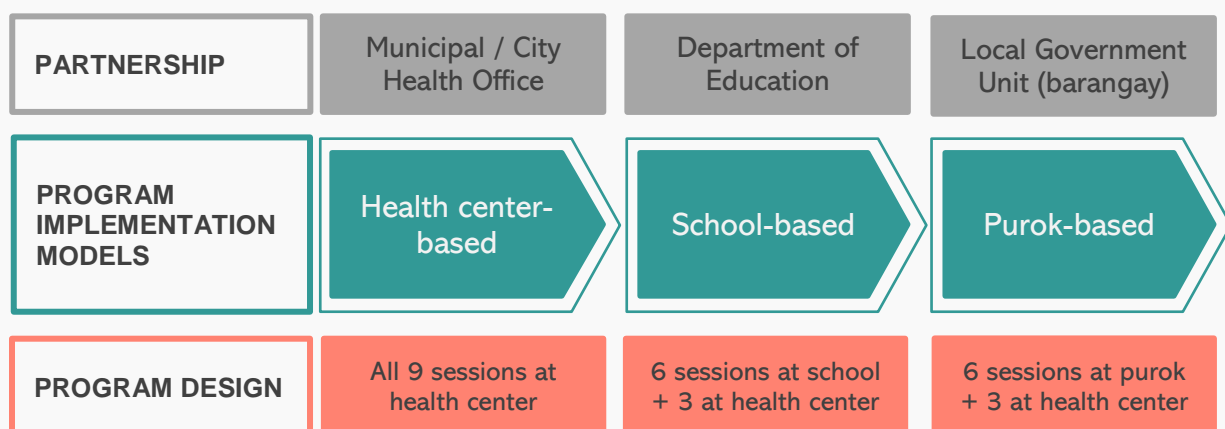 PARTNERSHIP
Municipal / City
Health Office
Department of
Education
Local Government
Unit (barangay)
PROGRAM
IMPLEMENTATION
MODELS
Health center-
based
School-based
Purok-based
PROGRAM DESIGN
All 9 sessions at
health center
6 sessions at school
+ 3 at health center
6 sessions at purok
+ 3 at health center